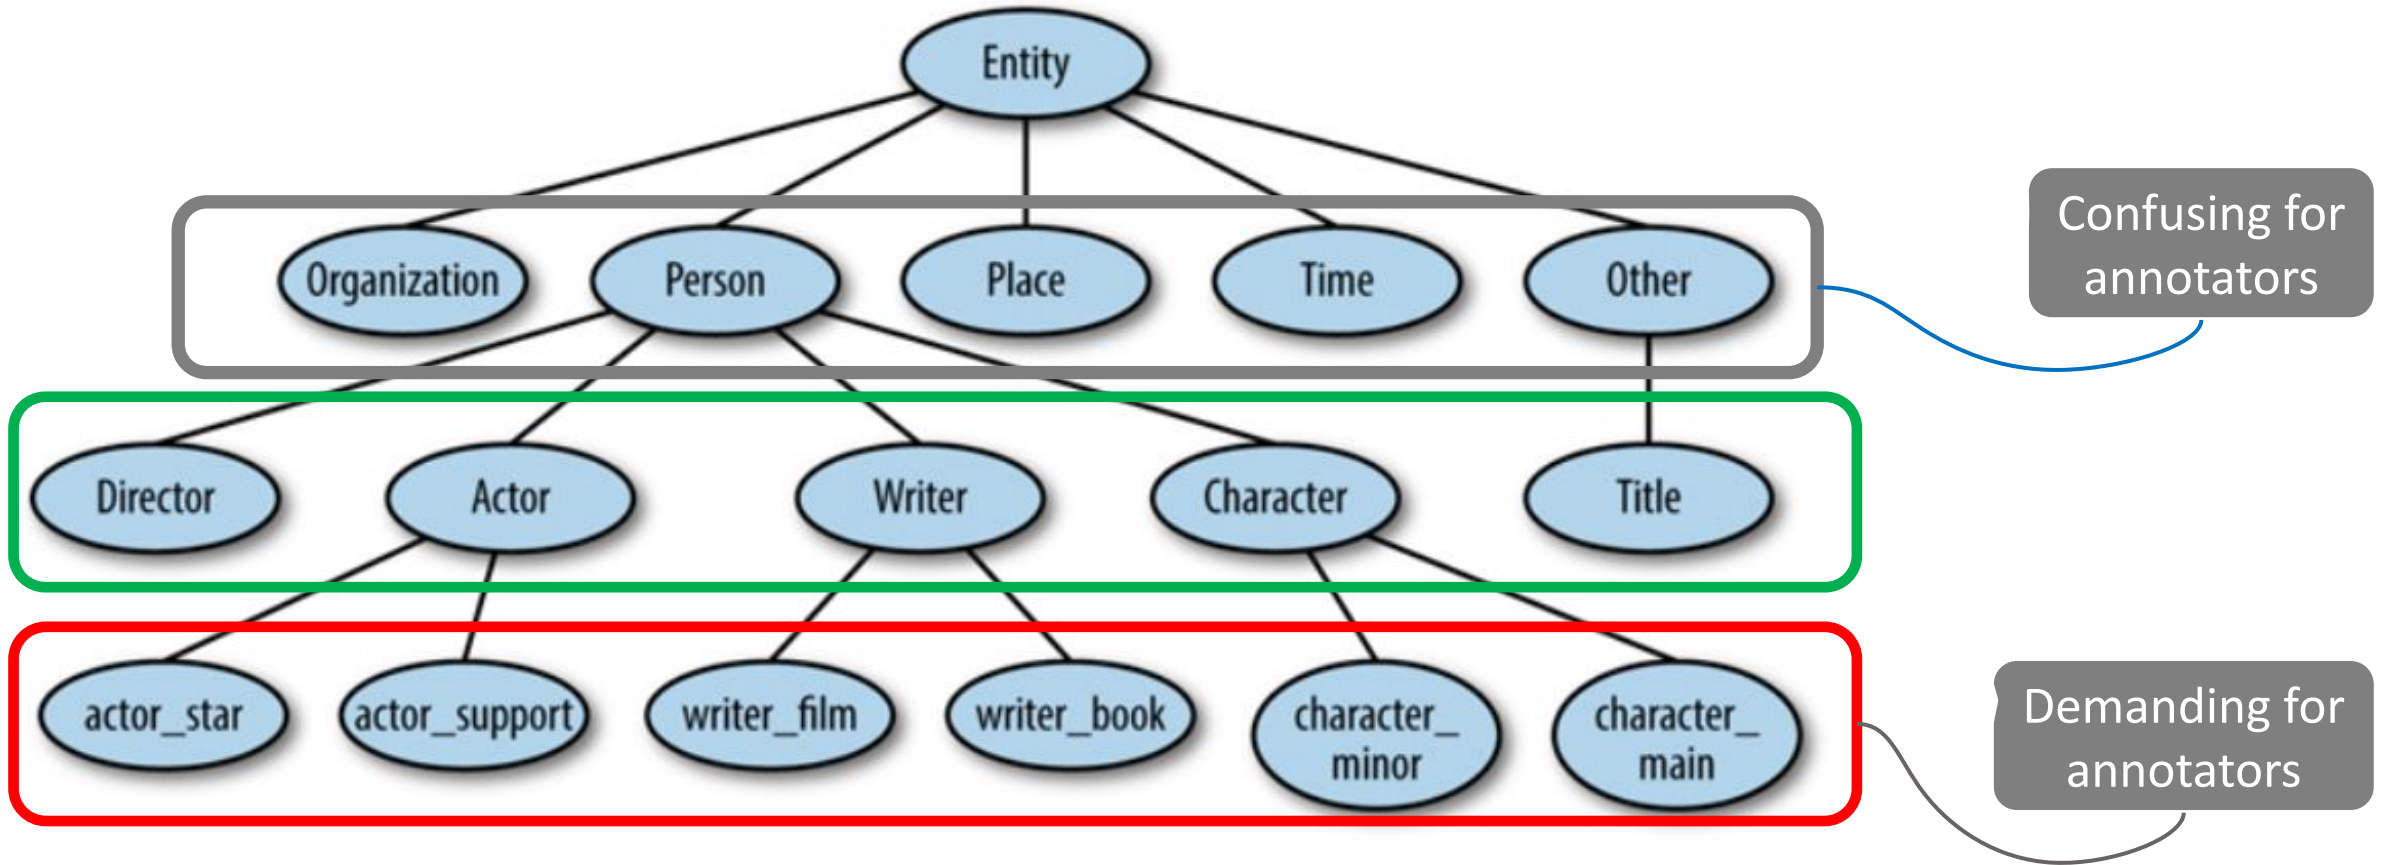 Entity
Confusing for
annotators
Organization
Person
Place
Time
Other
Director
Actor
Writer
Character
Title
actor_star
actor_support
writer_film
writer_book
character_
minor
character_
main
Demanding for
annotators